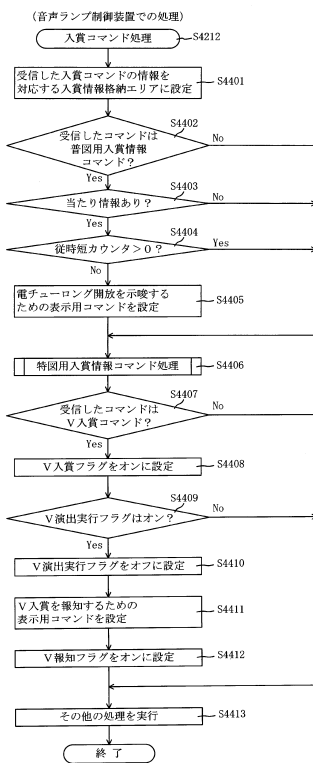 (音声ランプ制御装置での処理)
入賞コマンド処理
S4212
受信した入賞コマンドの情報を
対応する入賞情報格納エリアに設定
S4401
S4402
受信したコマンドは
普図用入賞情報
コマンド?
No
Yes
S4403
当たり情報あり?
No
Yes
S4404
従時短カウンタ>0?
Yes
No
電チューロング開放を示唆する
ための表示用コマンドを設定
S4405
特図用入賞情報コマンド処理
S4406
S4407
受信したコマンドは
V入賞コマンド?
No
Yes
V入賞フラグをオンに設定
S4408
S4409
V演出実行フラグはオン?
No
Yes
V演出実行フラグをオフに設定
S4410
V入賞を報知するための
表示用コマンドを設定
S4411
V報知フラグをオンに設定
S4412
その他の処理を実行
S4413
終了